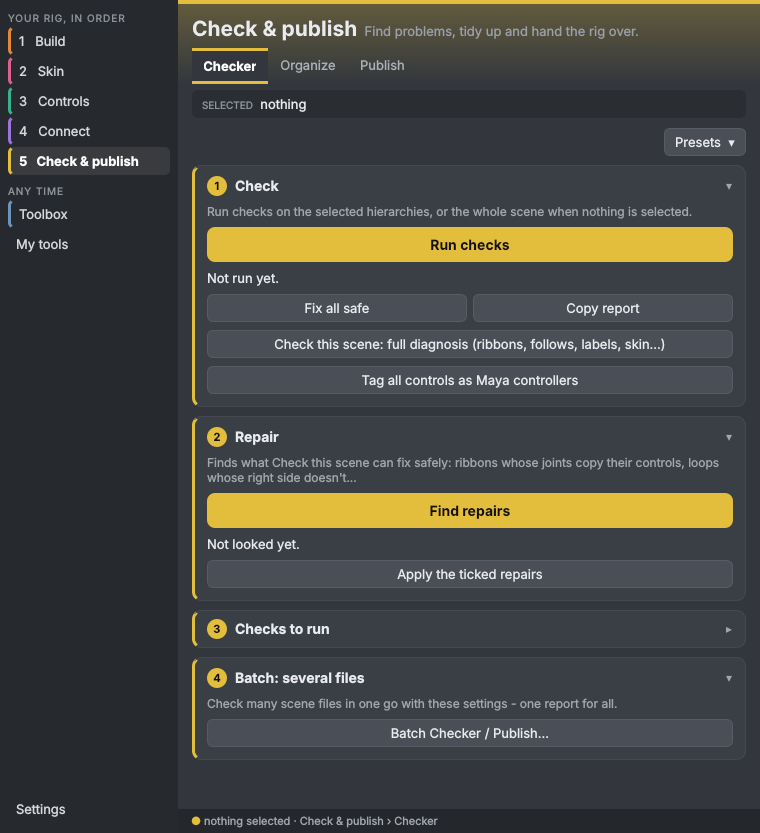 YOUR RIG, IN ORDER
1 Build
2 Skin
3 Controls
4 Connect
5 Check & publish
ANY TIME
Toolbox
My tools
Settings
Check & publish Find problems, tidy up and hand the rig over.
Checker Organize Publish
SELECTED nothing
Presets ▾
1 Check
Run checks on the selected hierarchies, or the whole scene when nothing is selected.
Run checks
Not run yet.
Fix all safe Copy report
Check this scene: full diagnosis (ribbons, follows, labels, skin...)
Tag all controls as Maya controllers
2 Repair
Finds what Check this scene can fix safely: ribbons whose joints copy their controls, loops
whose right side doesn't...
Find repairs
Not looked yet.
Apply the ticked repairs
3 Checks to run
4 Batch: several files
Check many scene files in one go with these settings - one report for all.
Batch Checker / Publish...
nothing selected · Check & publish › Checker